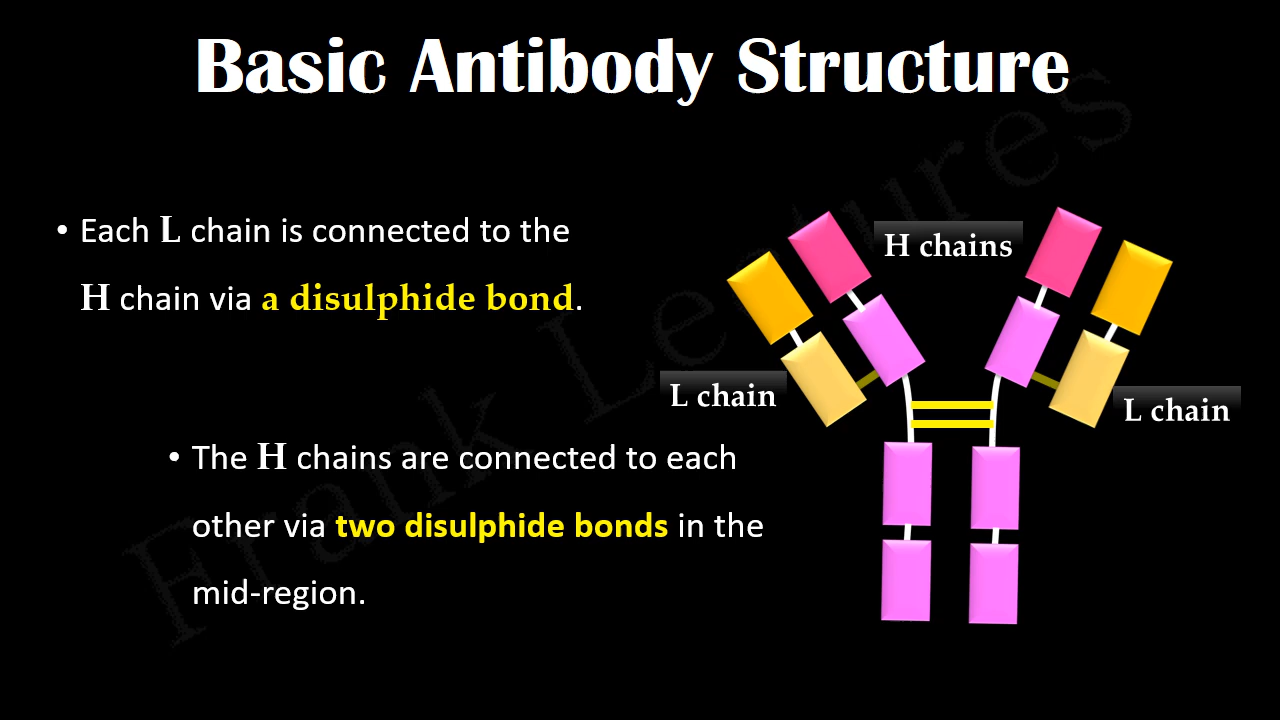 Basic Antibody Structure
• Each L chain is connected to the
H chain via a disulphide bond.
• The H chains are connected to each
other via two disulphide bonds in the
mid-region.
H chains
L chain
L chain
Frank Lectures